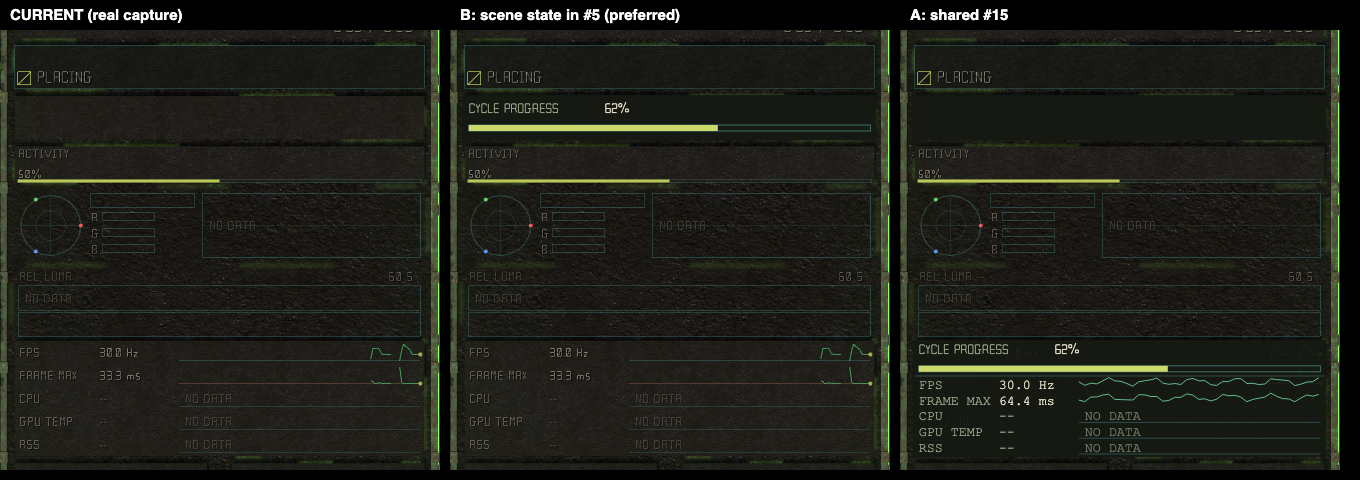 CURRENT (real capture)
PLACING
ACTIVITY
50%
R
G
B
NO DATA
REL LUMA --
60 S
NO DATA
FPS 30.0 Hz
FRAME MAX 33.3 mS
CPU -- NO DATA
GPU TEMP -- NO DATA
RSS -- NO DATA
B: scene state in #5 (preferred)
PLACING
CYCLE PROGRESS 62%
ACTIVITY
50%
R
G
B
NO DATA
REL LUMA --
60 S
NO DATA
FPS 30.0 Hz
FRAME MAX 33.3 mS
CPU -- NO DATA
GPU TEMP -- NO DATA
RSS -- NO DATA
A: shared #15
PLACING
ACTIVITY
50%
R
G
B
NO DATA
REL LUMA --
60 S
NO DATA
CYCLE PROGRESS 62%
FPS 30.0 Hz
FRAME MAX 64.4 ms
CPU -- NO DATA
GPU TEMP -- NO DATA
RSS -- NO DATA